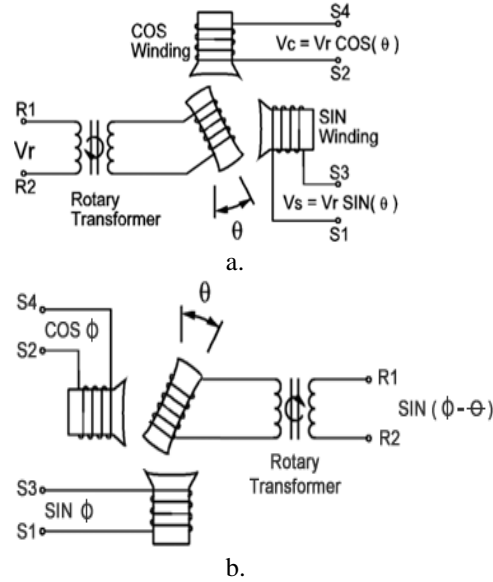 COS
Winding
S4
Vc = Vr COS( θ )
S2
R1
Vr
R2
Rotary
Transformer
θ
SIN
Winding
S3
Vs = Vr SIN( θ )
S1
a.
S4
COS ϕ
S2
θ
R1
SIN ( ϕ - θ )
R2
Rotary
Transformer
S3
SIN ϕ
S1
b.